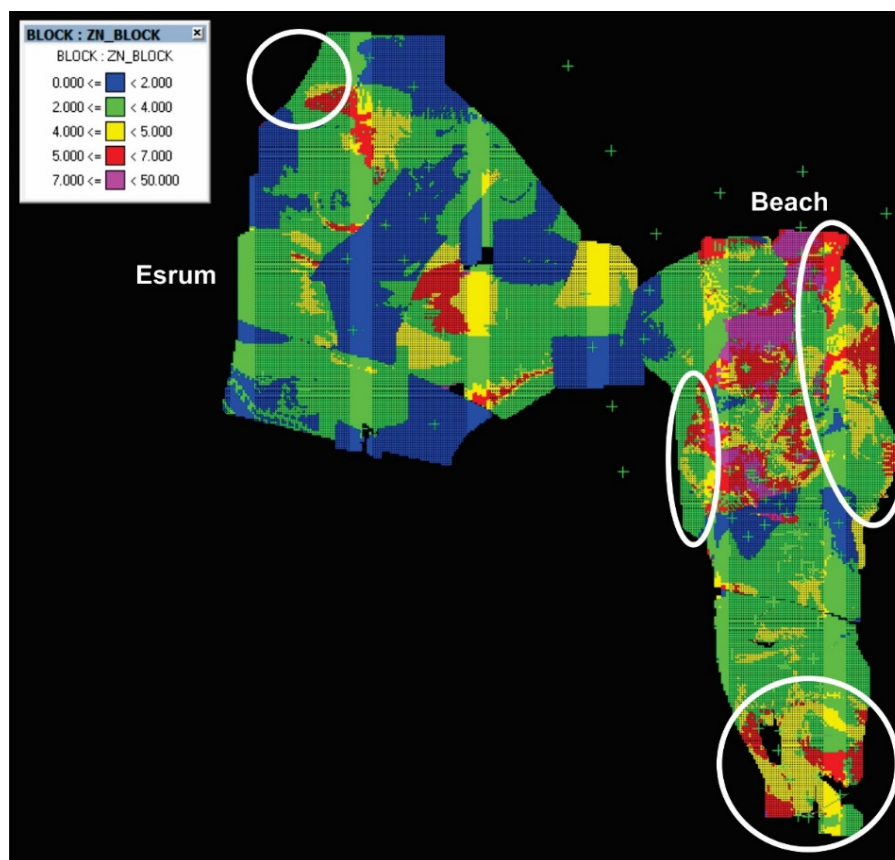 BLOCK : ZN_BLOCK
BLOCK : ZN_BLOCK
0.000 <= < 2.000
2.000 <= < 4.000
4.000 <= < 5.000
5.000 <= < 7.000
7.000 <= < 50.000
Beach
Esrum